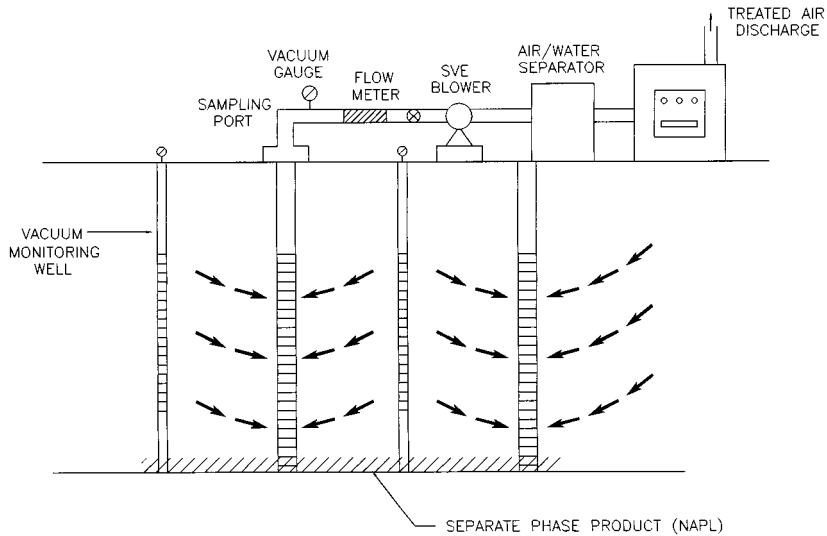 TREATED AIR
DISCHARGE
AIR/WATER
SEPARATOR
SVE
BLOWER
VACUUM
GAUGE
FLOW
METER
SAMPLING
PORT
VACUUM
MONITORING
WELL
SEPARATE PHASE PRODUCT (NAPL)